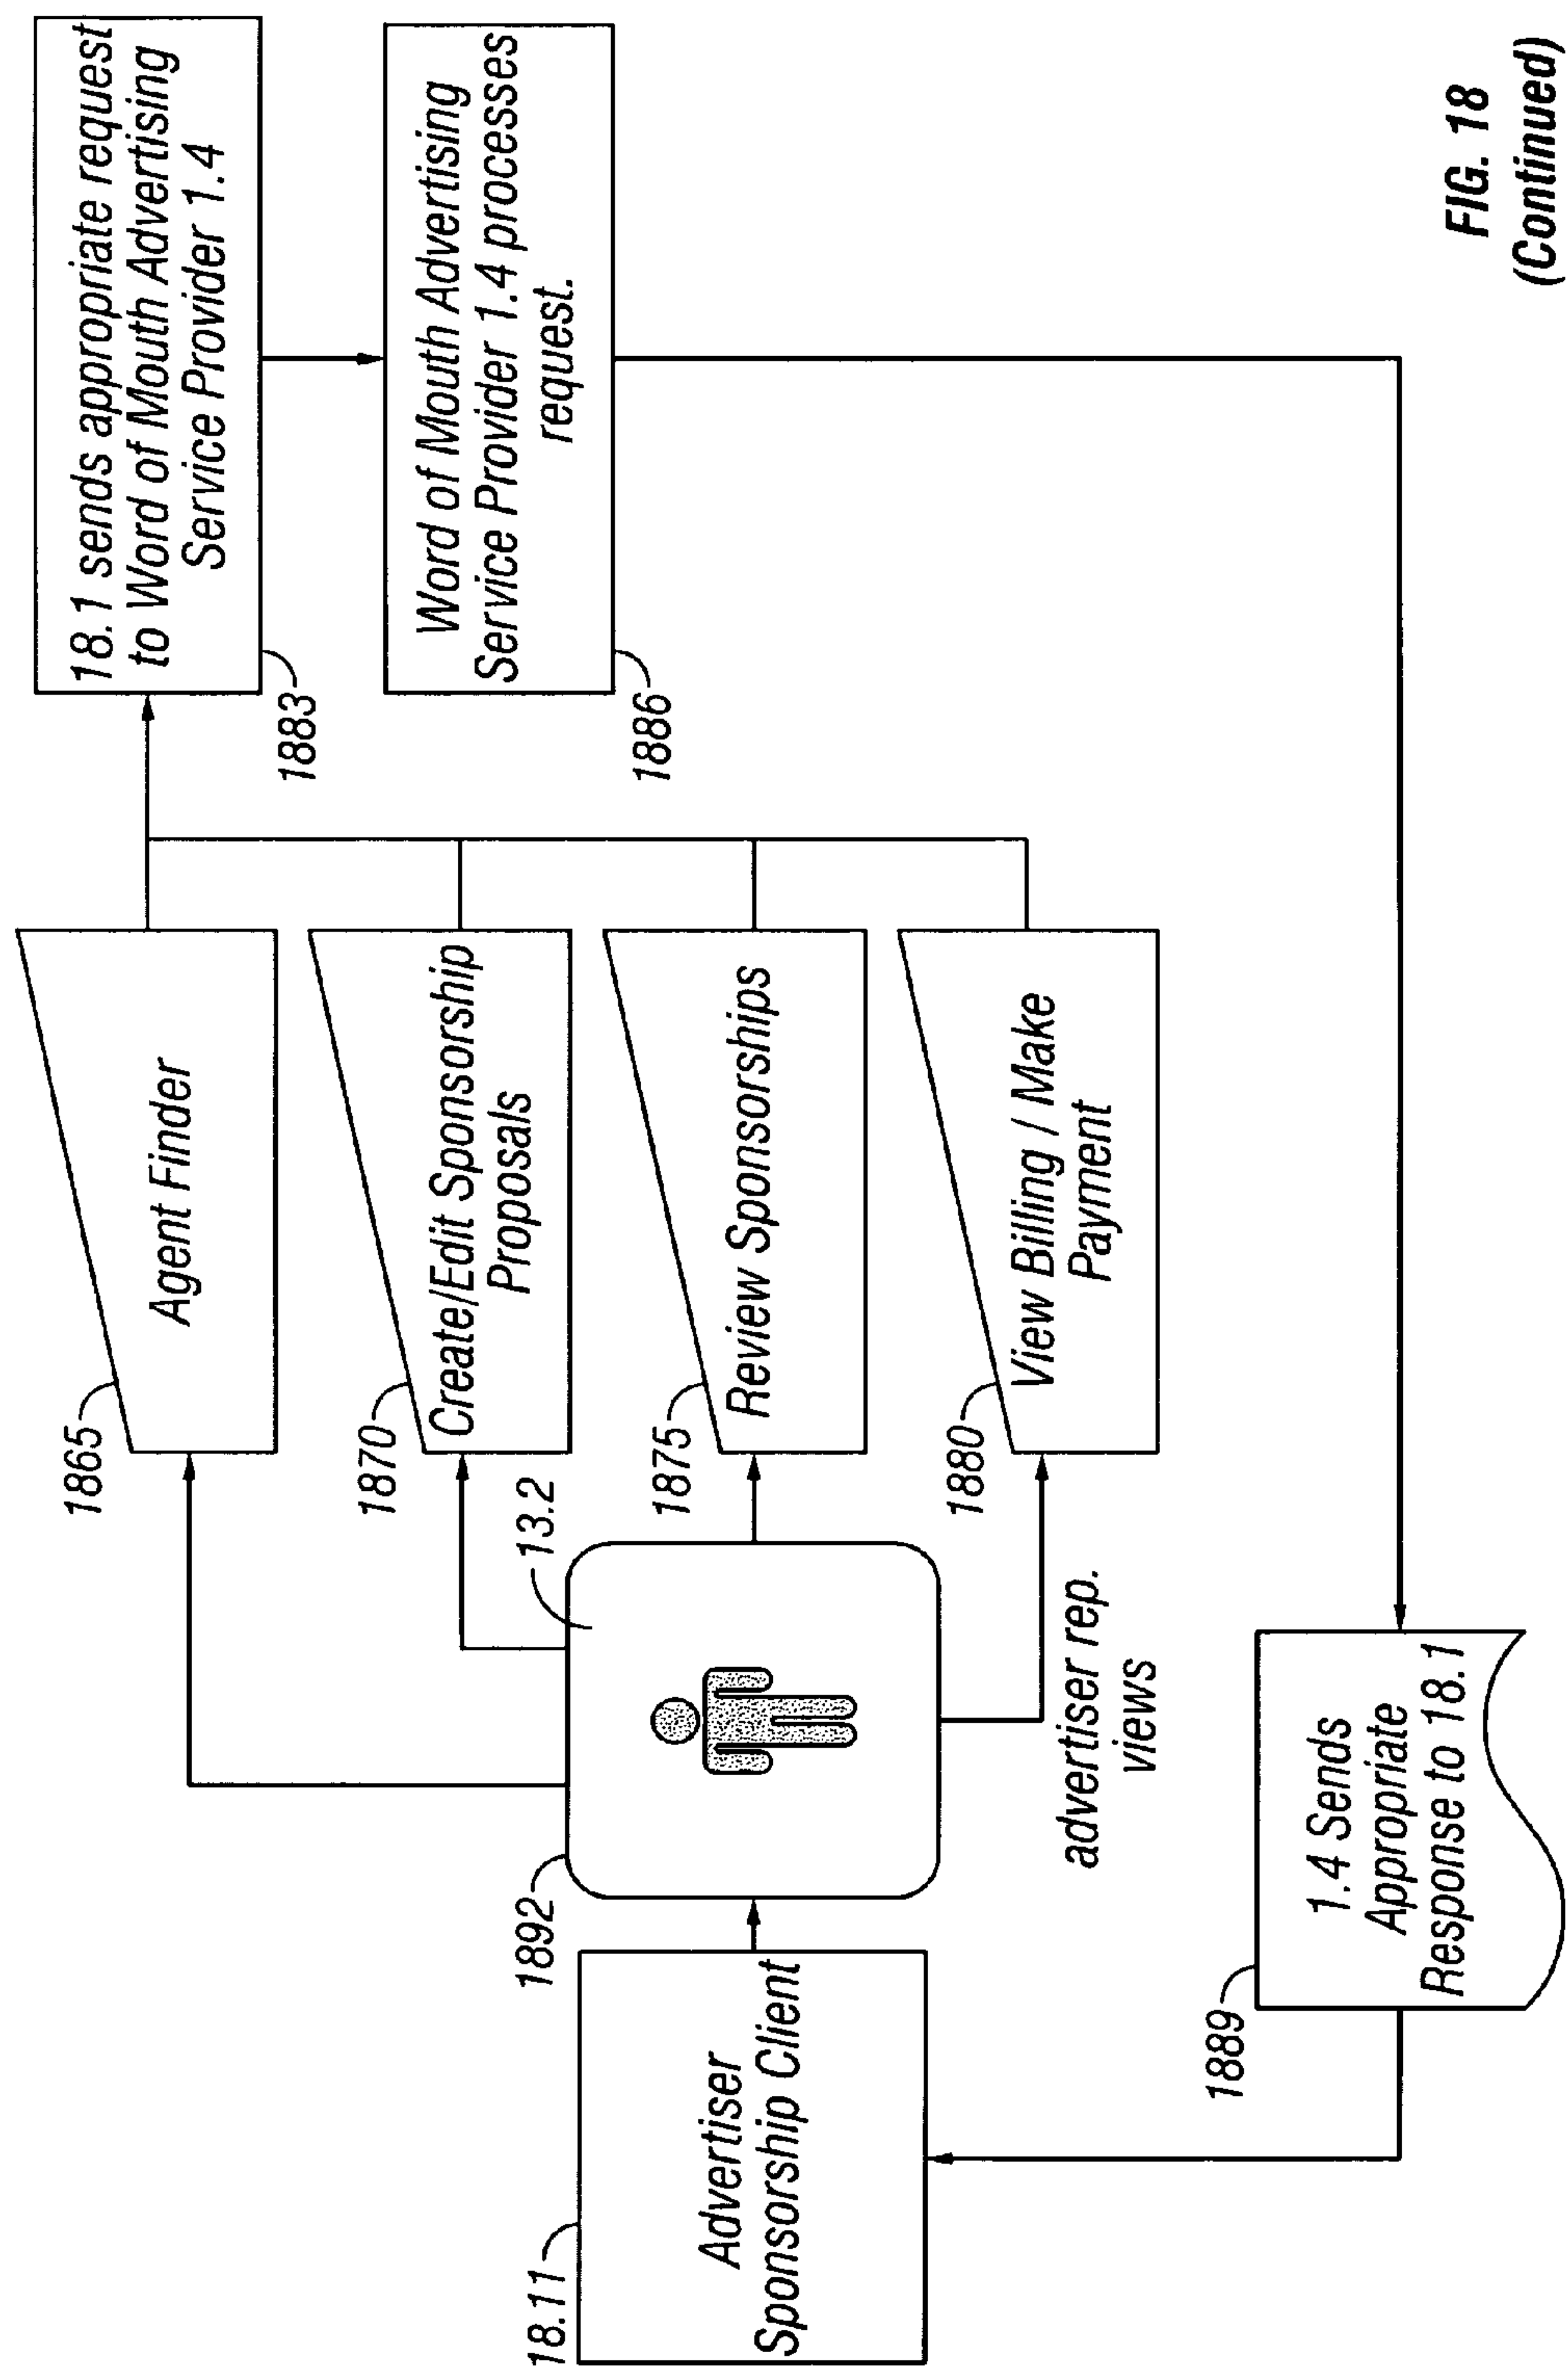 18.11
Advertiser
Sponsorship Client
1892
13.2
advertiser rep.
views
1865
Agent Finder
1870
Create/Edit Sponsorship
Proposals
1875
Review Sponsorships
1880
View Billing / Make
Payment
18.1 sends appropriate request
to Word of Mouth Advertising
Service Provider 1.4
1883
Word of Mouth Advertising
Service Provider 1.4 processes
request.
1886
1889
1.4 Sends
Appropriate
Response to 18.1
FIG. 18
(Continued)